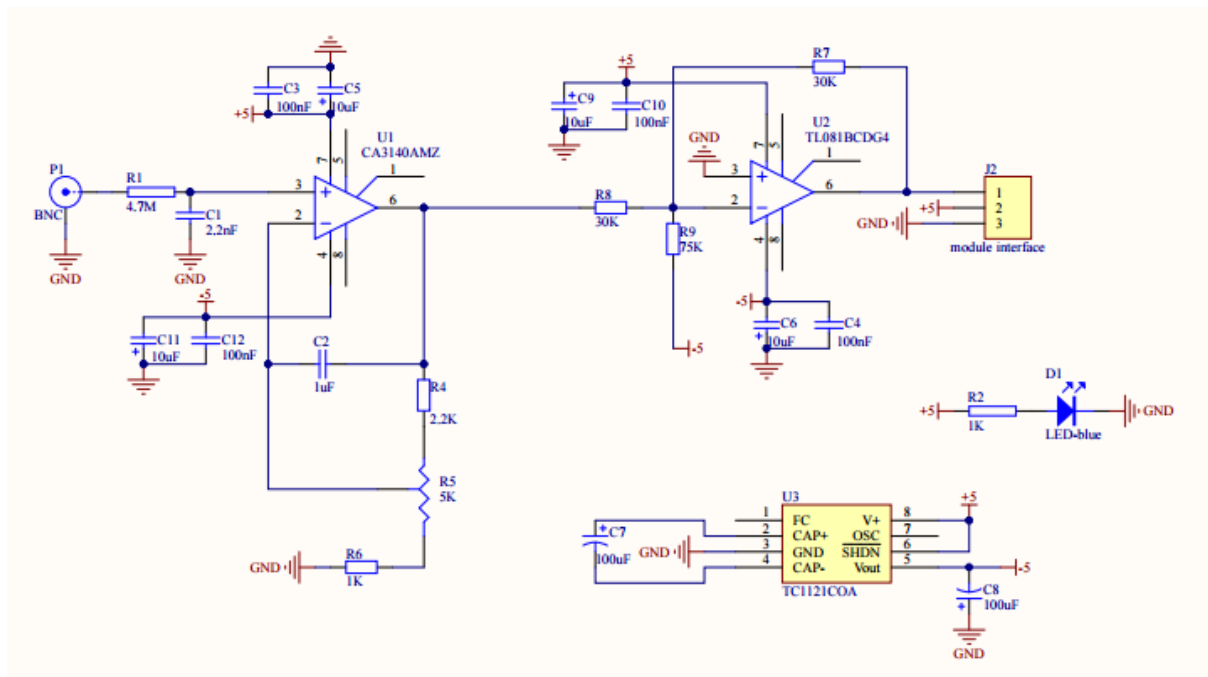 P1
BNC
GND
R1
4.7M
C1
2.2nF
GND
+5
C3
100nF
C5
10uF
U1
CA3140AMZ
7
5
1
3
2
6
4
8
-5
C11
10uF
C12
100nF
C2
1uF
R4
2.2K
R5
5K
R6
1K
GND
+5
C9
10uF
C10
100nF
R7
30K
U2
TL081BCDG4
GND
7
5
1
3
2
6
4
8
R8
30K
R9
75K
-5
-5
C6
10uF
C4
100nF
J2
1
2
3
+5
GND
module interface
+5
R2
1K
D1
LED-blue
GND
U3
1 FC V+ 8
2 CAP+ OSC 7
3 GND SHDN 6
4 CAP- Vout 5
TC1121COA
C7
100uF
GND
+5
-5
C8
100uF
GND